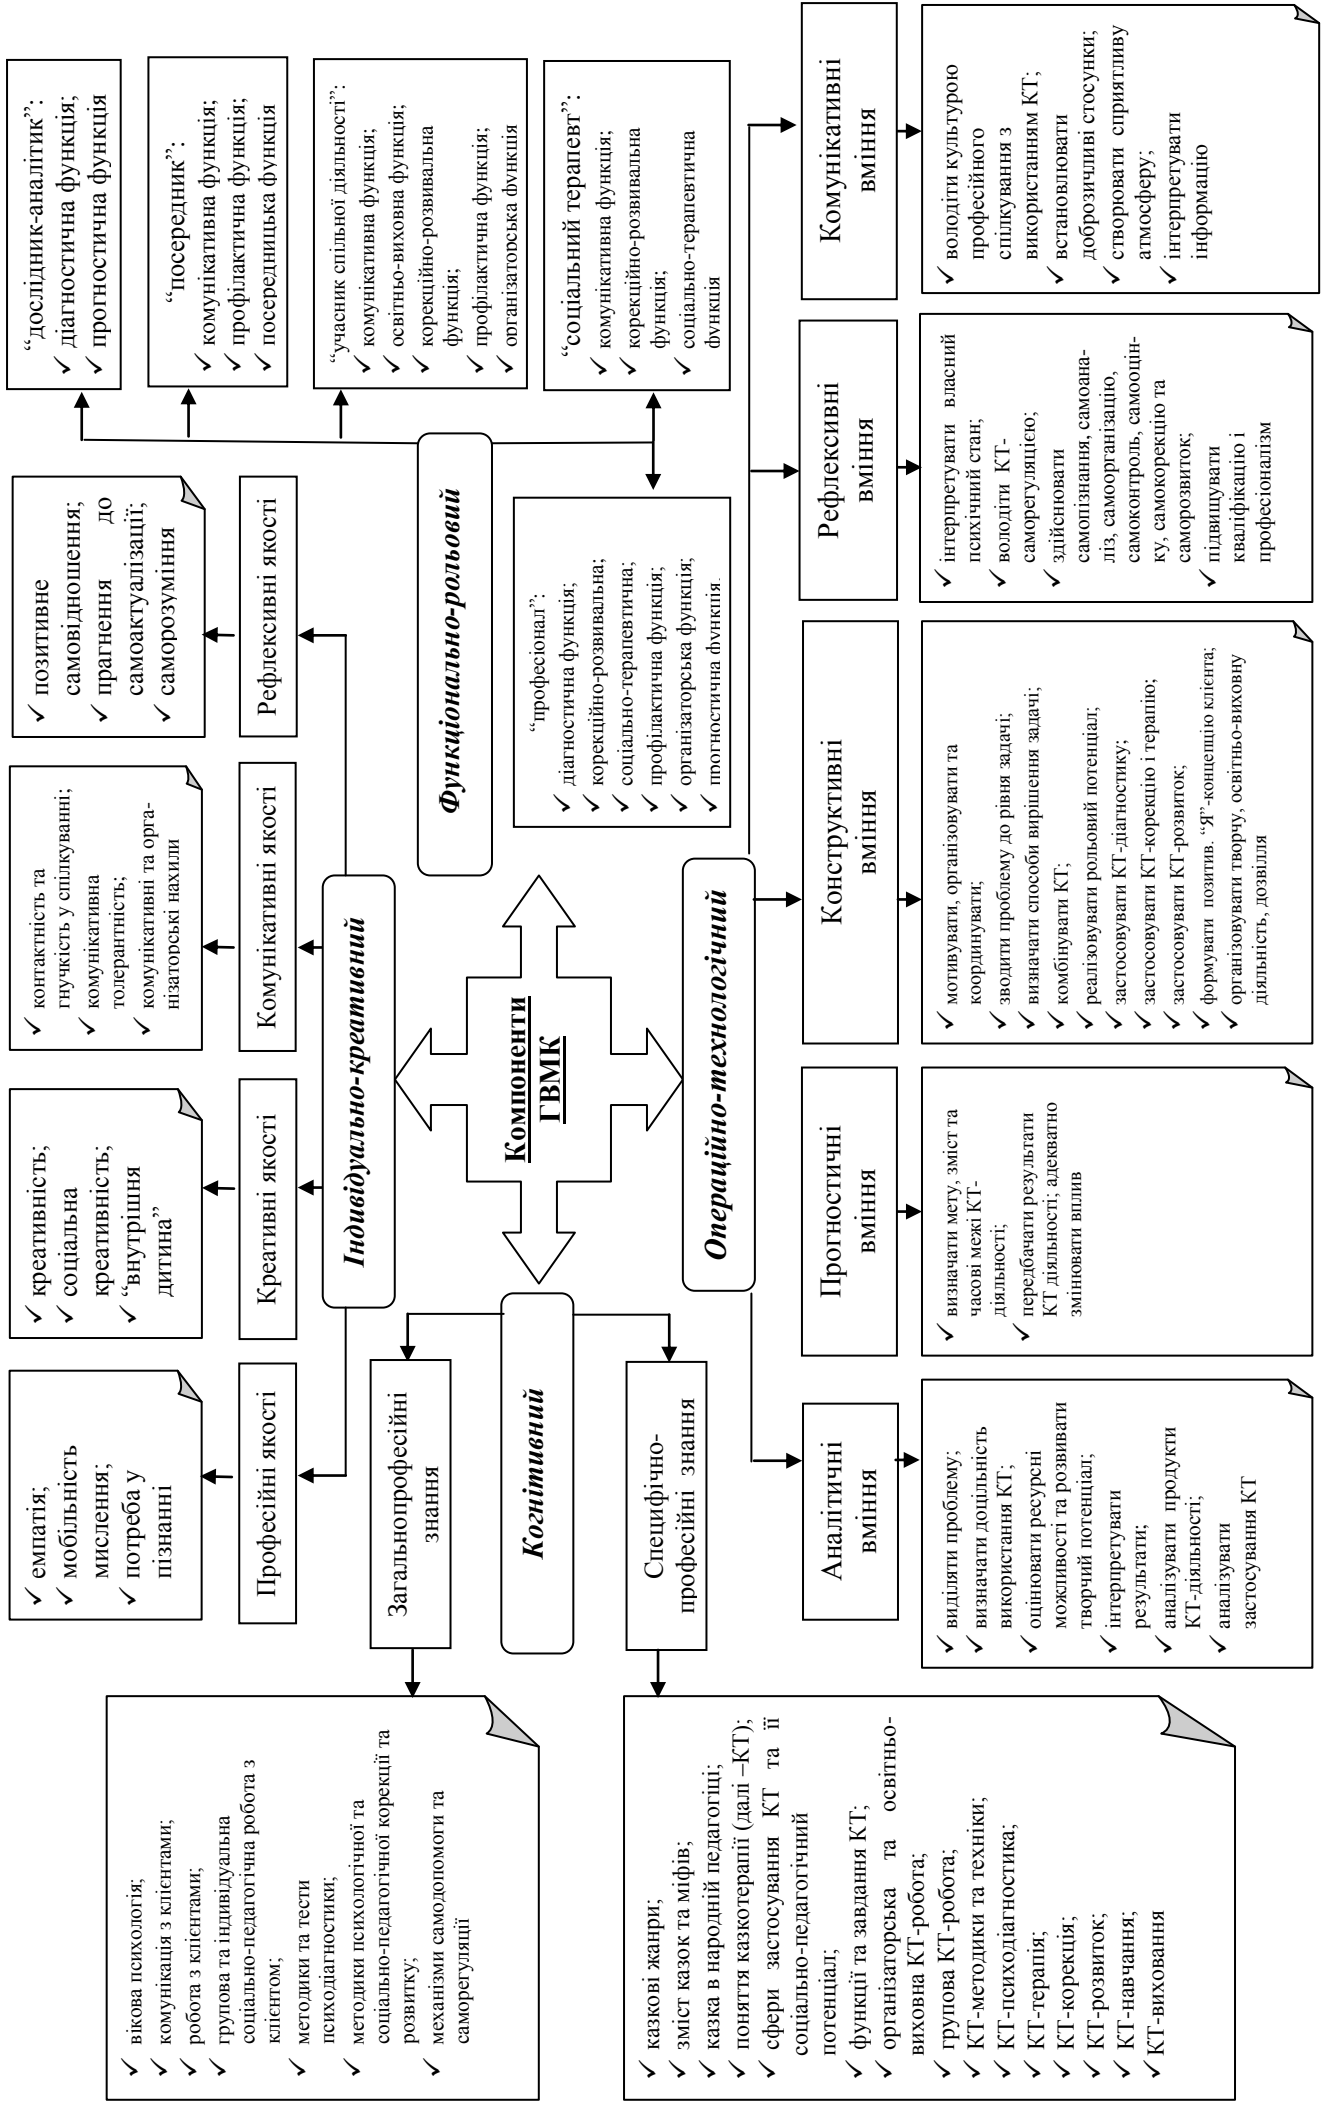 вікова психологія;
комунікація з клієнтами;
робота з клієнтами;
групова та індивідуальна
соціально-педагогічна робота з
клієнтом;
методики та тести
психодіагностики;
методики психологічної та
соціально-педагогічної корекції та
розвитку;
механізми самодопомоги та
саморегуляції
казкові жанри;
зміст казок та міфів;
казка в народній педагогіці;
поняття казкотерапії (далі –КТ);
сфери застосування КТ та її
соціально-педагогічний
потенціал;
функції та завдання КТ;
організаторська та освітньо-
виховна КТ-робота;
групова КТ-робота;
КТ-методики та техніки;
КТ-психодіагностика;
КТ-терапія;
КТ-корекція;
КТ-розвиток;
КТ-навчання;
КТ-виховання
емпатія;
мобільність
мислення;
потреба у
пізнанні
Професійні якості
Загальнопрофесійні
знання
Когнітивний
Специфічно-
професійні знання
Аналітичні
вміння
виділяти проблему;
визначати доцільність
використання КТ;
оцінювати ресурсні
можливості та розвивати
творчий потенціал;
інтерпретувати
результати;
аналізувати продукти
КТ-діяльності;
аналізувати
застосування КТ
креативність;
соціальна
креативність;
“внутрішня
дитина”
Креативні якості
Індивідуально-креативний
Компоненти
ГВМК
Операційно-технологічний
Прогностичні
вміння
визначати мету, зміст та
часові межі КТ-
діяльності;
передбачати результати
КТ діяльності; адекватно
змінювати вплив
контактність та
гнучкість у спілкуванні;
комунікативна
толерантність;
комунікативні та орга-
нізаторські нахили
Комунікативні якості
Конструктивні
вміння
мотивувати, організовувати та
координувати;
зводити проблему до рівня задачі;
визначати способи вирішення задачі;
комбінувати КТ;
реалізовувати рольовий потенціал;
застосовувати КТ-діагностику;
застосовувати КТ-корекцію і терапію;
застосовувати КТ-розвиток;
формувати позитив. “Я”-концепцію клієнта;
організовувати творчу, освітньо-виховну
діяльність, дозвілля
позитивне
самовідношення;
прагнення до
самоактуалізації;
саморозуміння
Рефлексивні якості
Функціонально-рольовий
“професіонал”:
діагностична функція;
корекційно-розвивальна;
соціально-терапевтична;
профілактична функція;
організаторська функція;
прогностична функція.
Рефлексивні
вміння
інтерпретувати власний
психічний стан;
володіти КТ-
саморегуляцією;
здійснювати
самопізнання, самоана-
ліз, самоорганізацію,
самоконтроль, самооцін-
ку, самокорекцію та
саморозвиток;
підвищувати
кваліфікацію і
професіоналізм
“дослідник-аналітик”:
діагностична функція;
прогностична функція
“посередник”:
комунікативна функція;
профілактична функція;
посередницька функція
“учасник спільної діяльності”:
комунікативна функція;
освітньо-виховна функція;
корекційно-розвивальна
функція;
профілактична функція;
організаторська функція
“соціальний терапевт”:
комунікативна функція;
корекційно-розвивальна
функція;
соціально-терапевтична
функція
Комунікативні
вміння
володіти культурою
професійного
спілкування з
використанням КТ;
встановлювати
доброзичливі стосунки;
створювати сприятливу
атмосферу;
інтерпретувати
інформацію